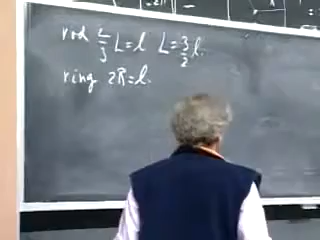 rod 2/3 L = l L = 3/2 l.
ring 2R = l.